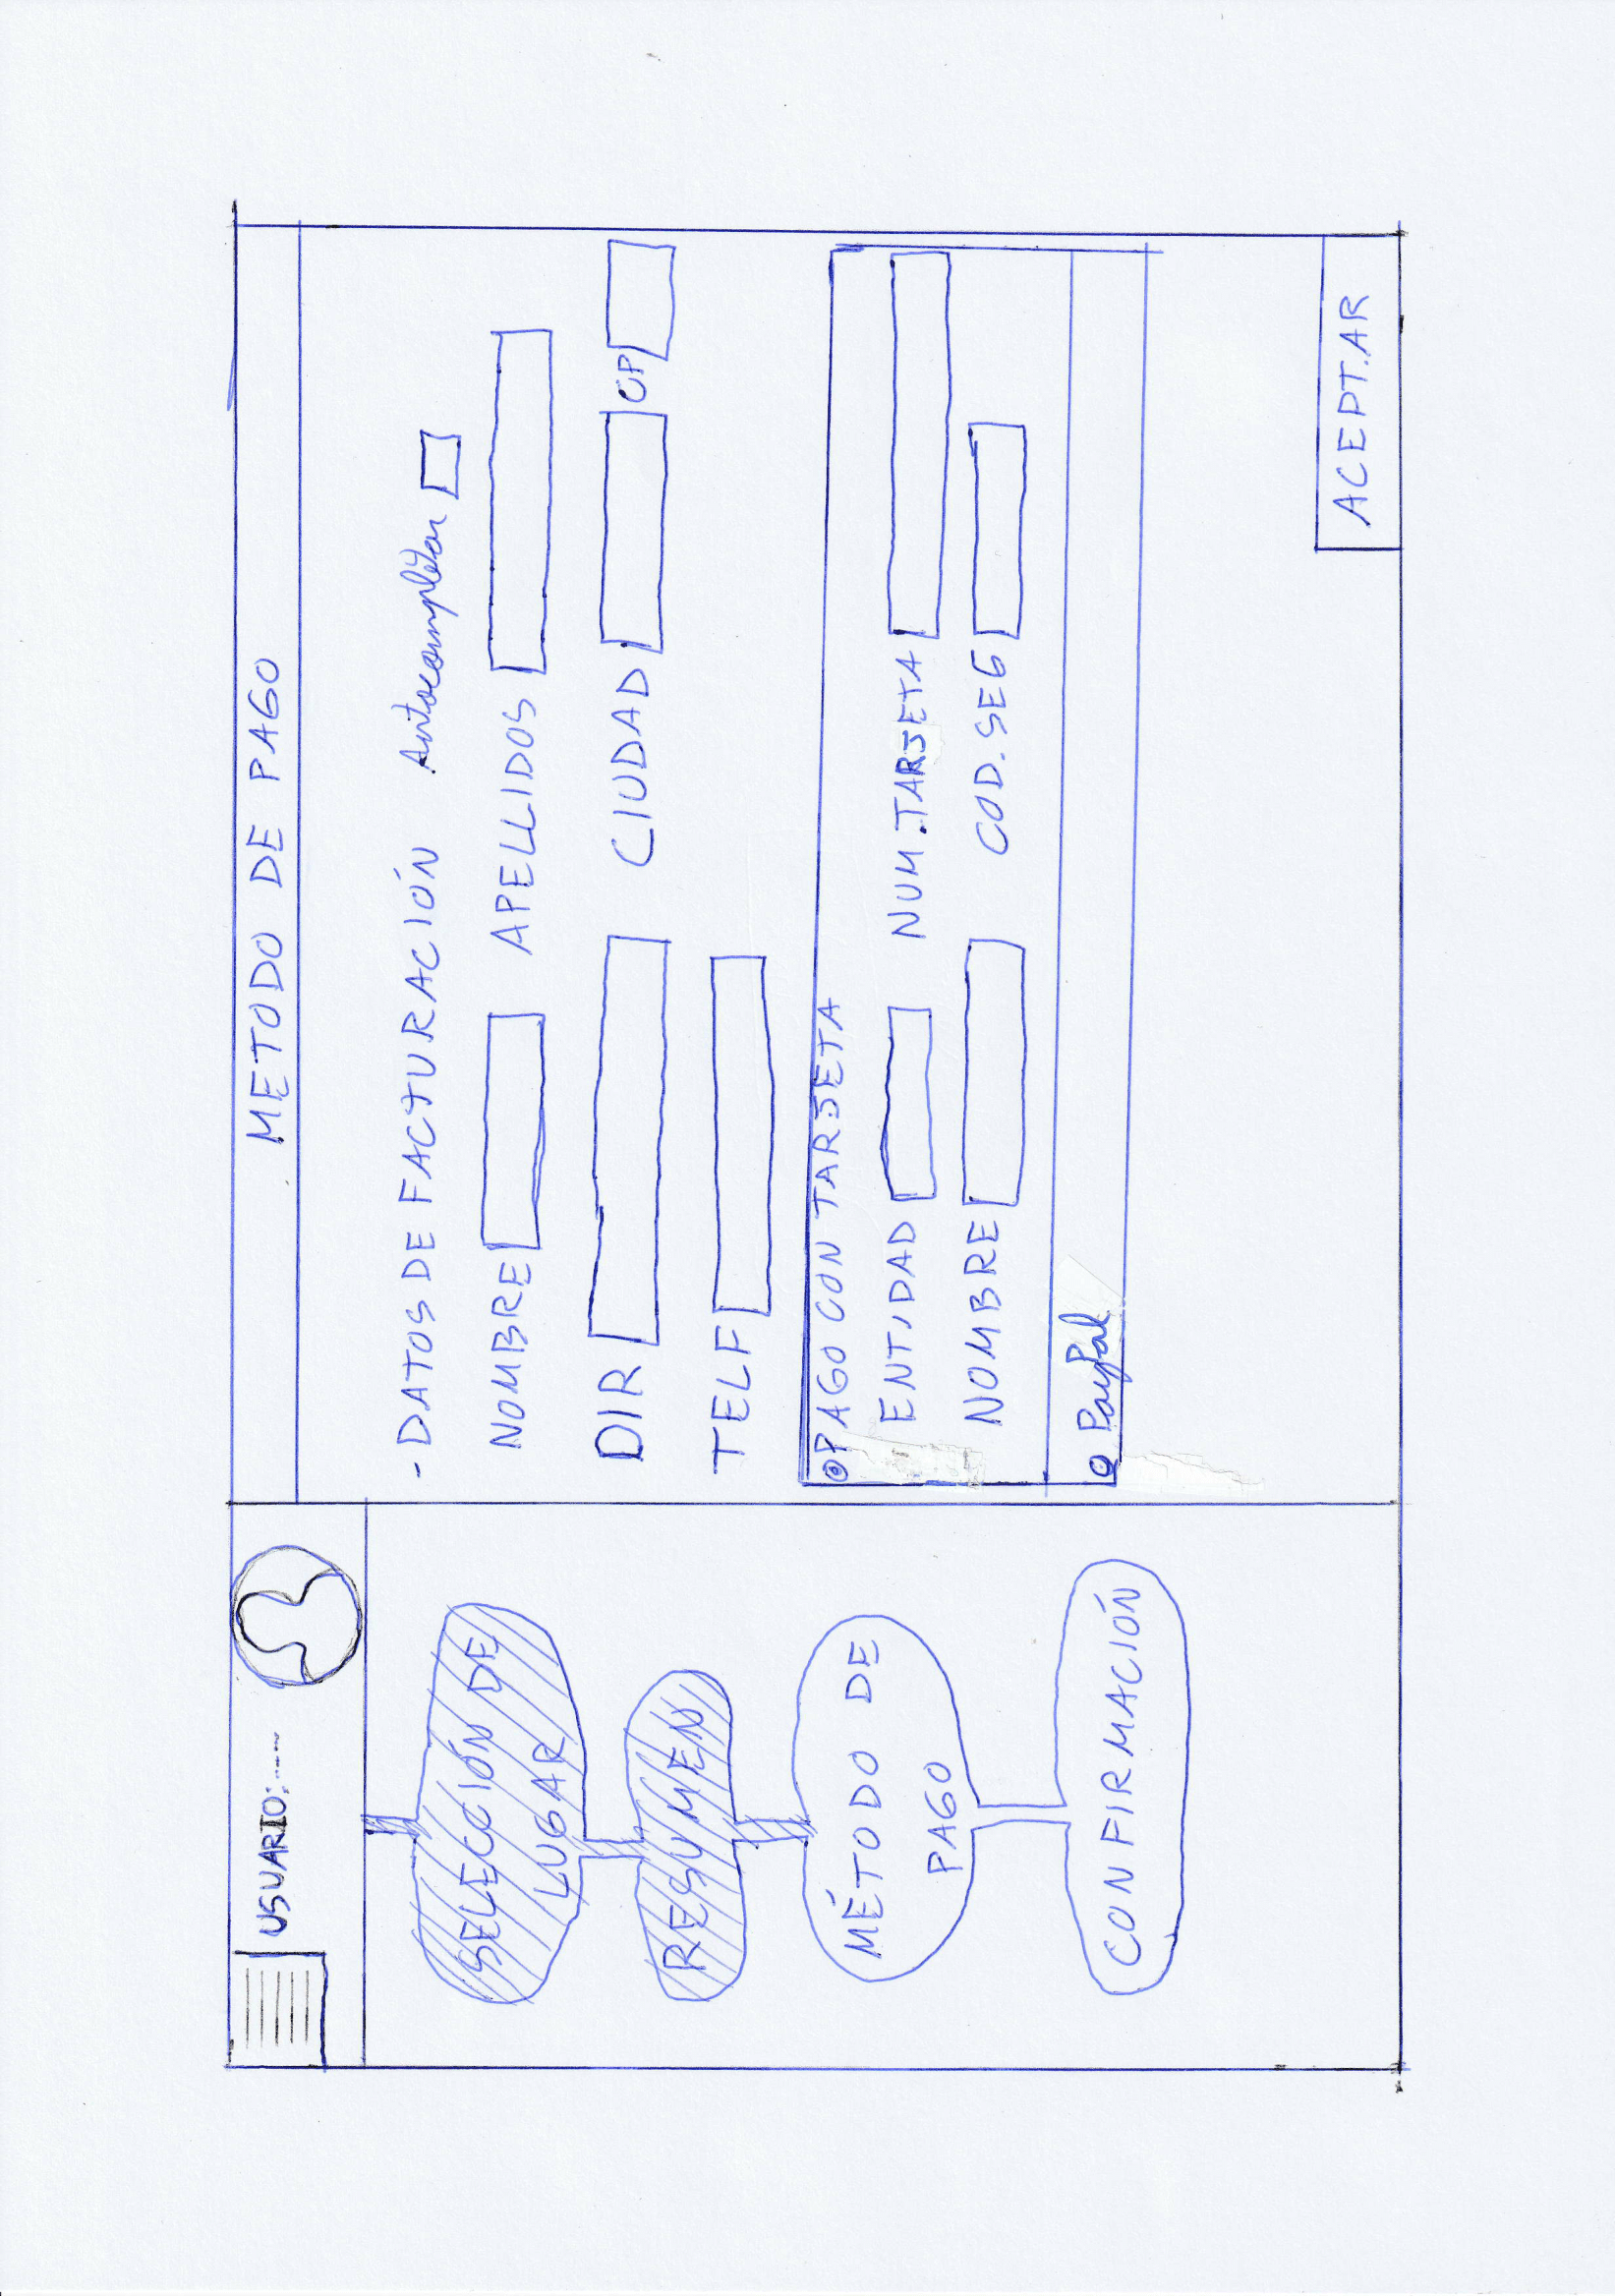 USUARIO:----
SELECCIÓN DE
LUGAR
RESUMEN
MÉTODO DE
PAGO
CONFIRMACIÓN
METODO DE PAGO
-DATOS DE FACTURACIÓN Autocompletar
NOMBRE APELLIDOS
DIR CIUDAD CP
TELF
PAGO CON TARJETA
ENTIDAD NUM.TARJETA
NOMBRE COD.SEG
PayPal
ACEPTAR